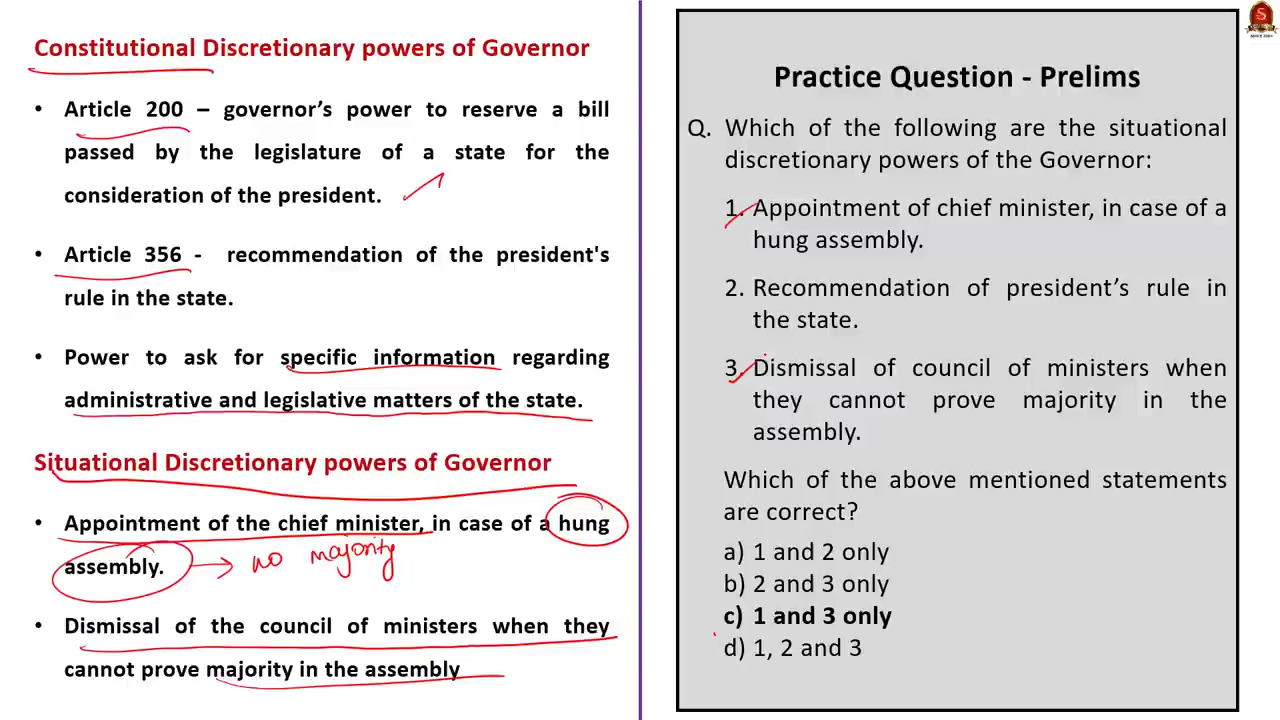 Constitutional Discretionary powers of Governor
• Article 200 – governor's power to reserve a bill
passed by the legislature of a state for the
consideration of the president.
• Article 356 - recommendation of the president's
rule in the state.
• Power to ask for specific information regarding
administrative and legislative matters of the state.
Situational Discretionary powers of Governor
• Appointment of the chief minister, in case of a hung
assembly. → no majority
• Dismissal of the council of ministers when they
cannot prove majority in the assembly
Practice Question - Prelims
Q. Which of the following are the situational
discretionary powers of the Governor:
1. Appointment of chief minister, in case of a
hung assembly.
2. Recommendation of president’s rule in
the state.
3. Dismissal of council of ministers when
they cannot prove majority in the
assembly.
Which of the above mentioned statements
are correct?
a) 1 and 2 only
b) 2 and 3 only
c) 1 and 3 only
d) 1, 2 and 3
S